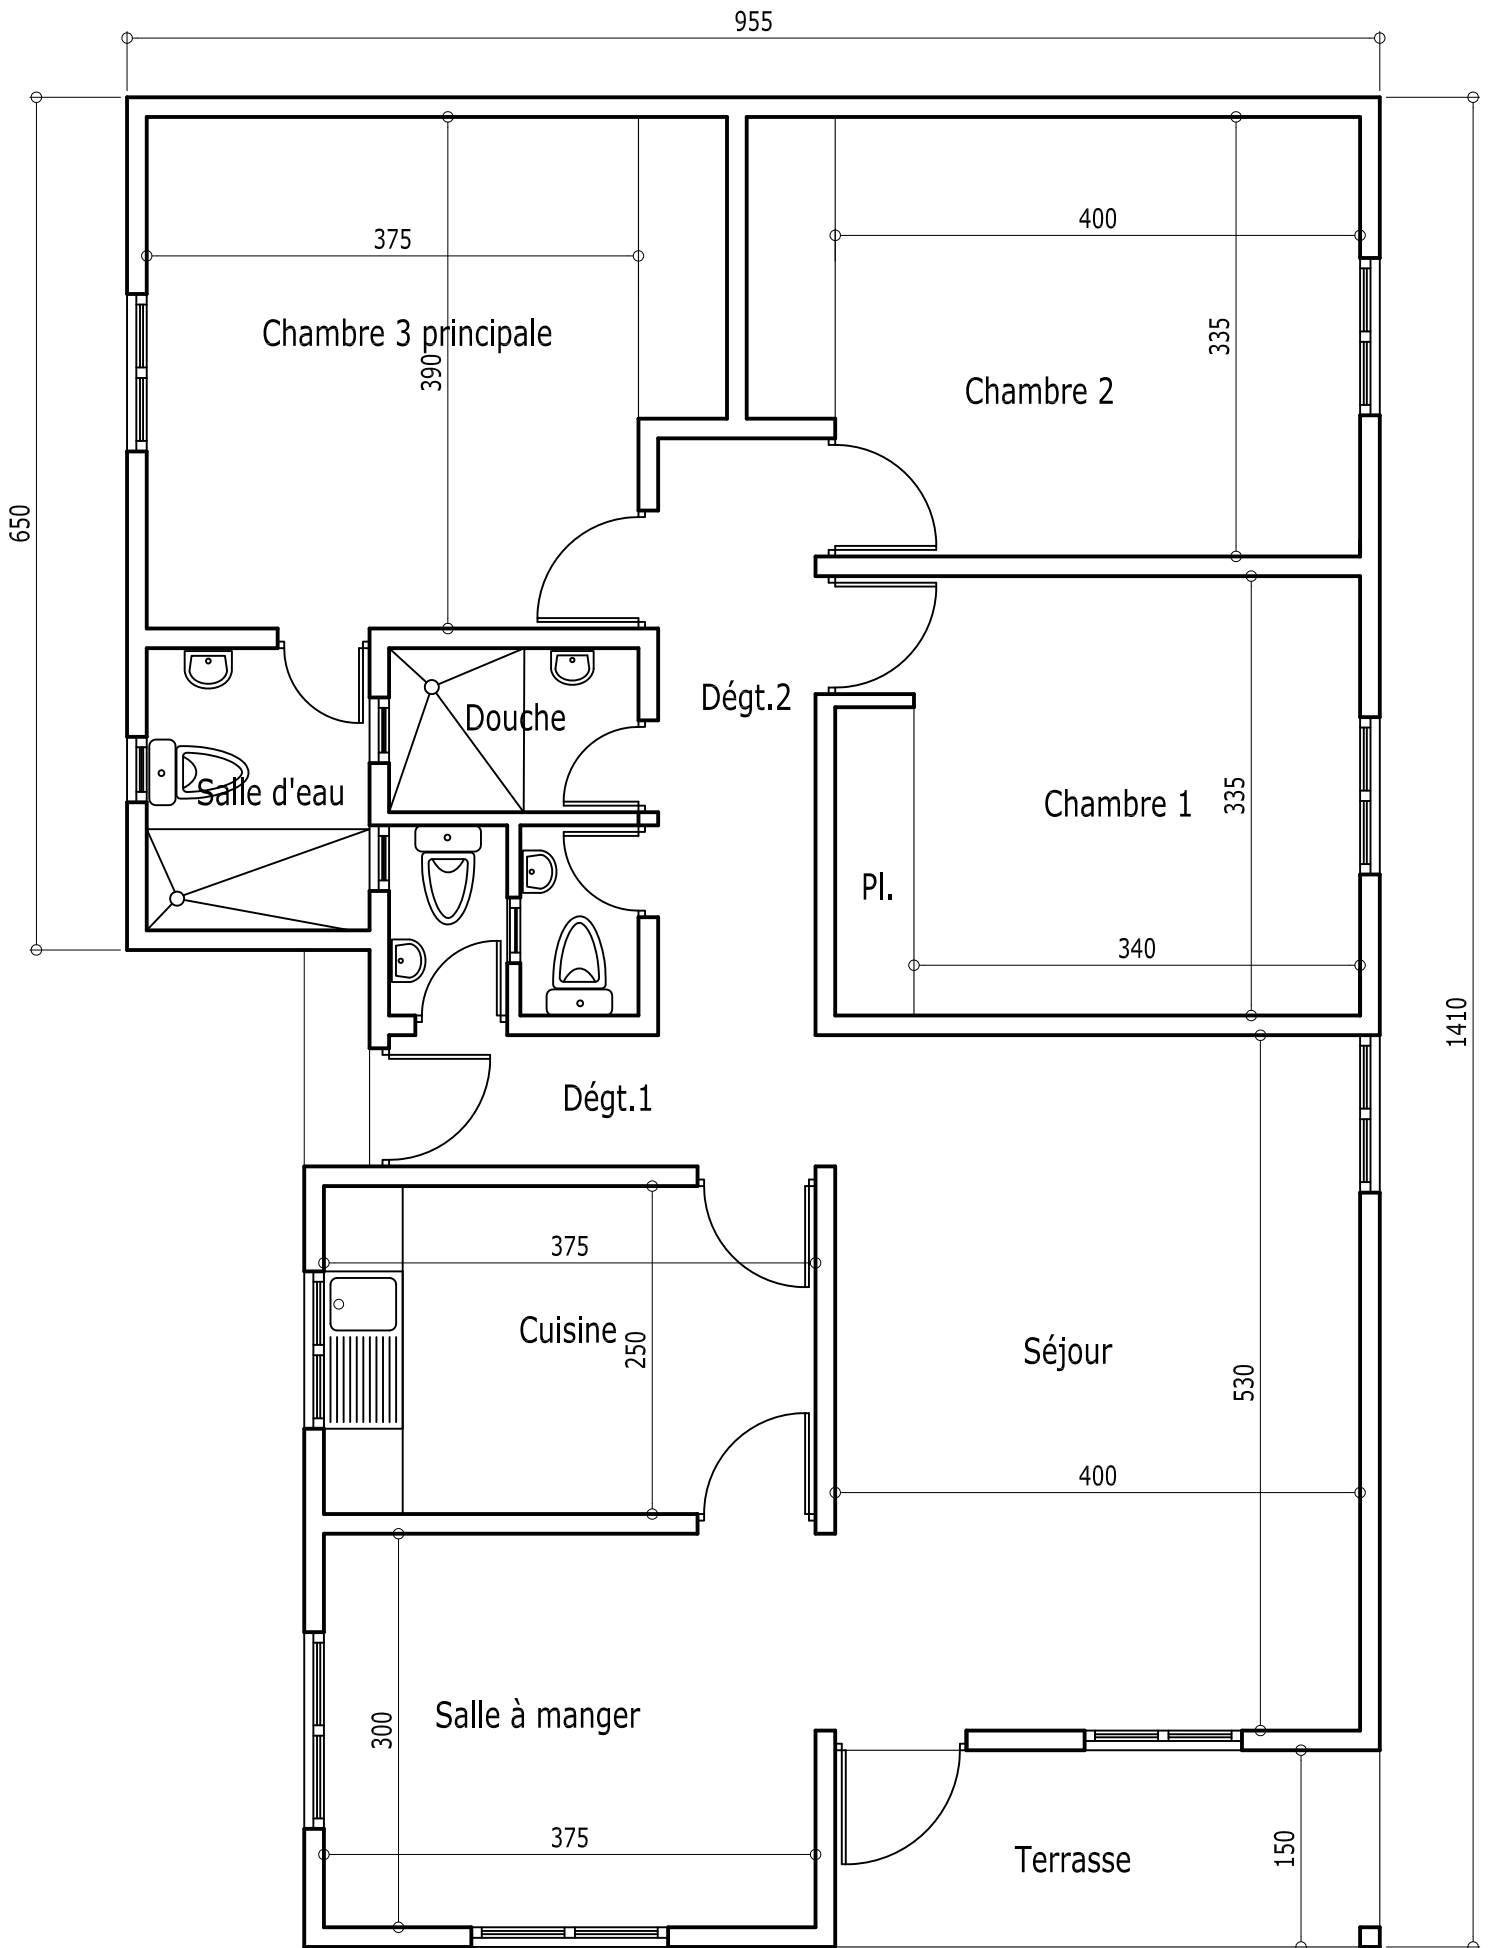 955
400
375
Chambre 3 principale
335
390
Chambre 2
650
Dégt.2
Douche
Salle d'eau
Chambre 1
335
Pl.
340
1410
Dégt.1
375
Cuisine
250
Séjour
530
400
Salle à manger
300
375
Terrasse
150